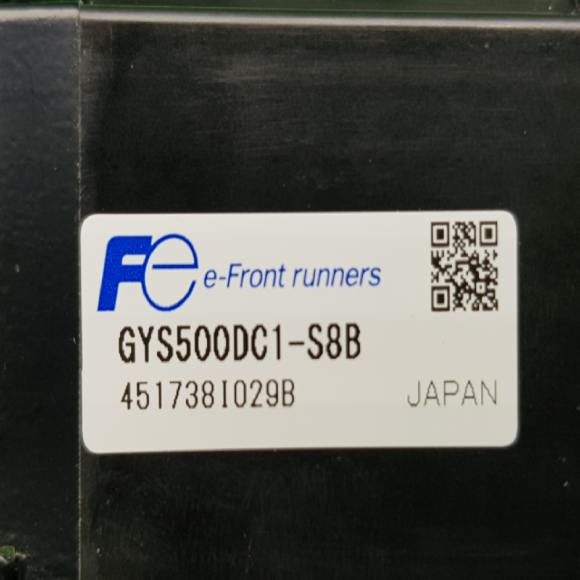 Fe e-Front runners
GYS500DC1-S8B
451738I029B JAPAN